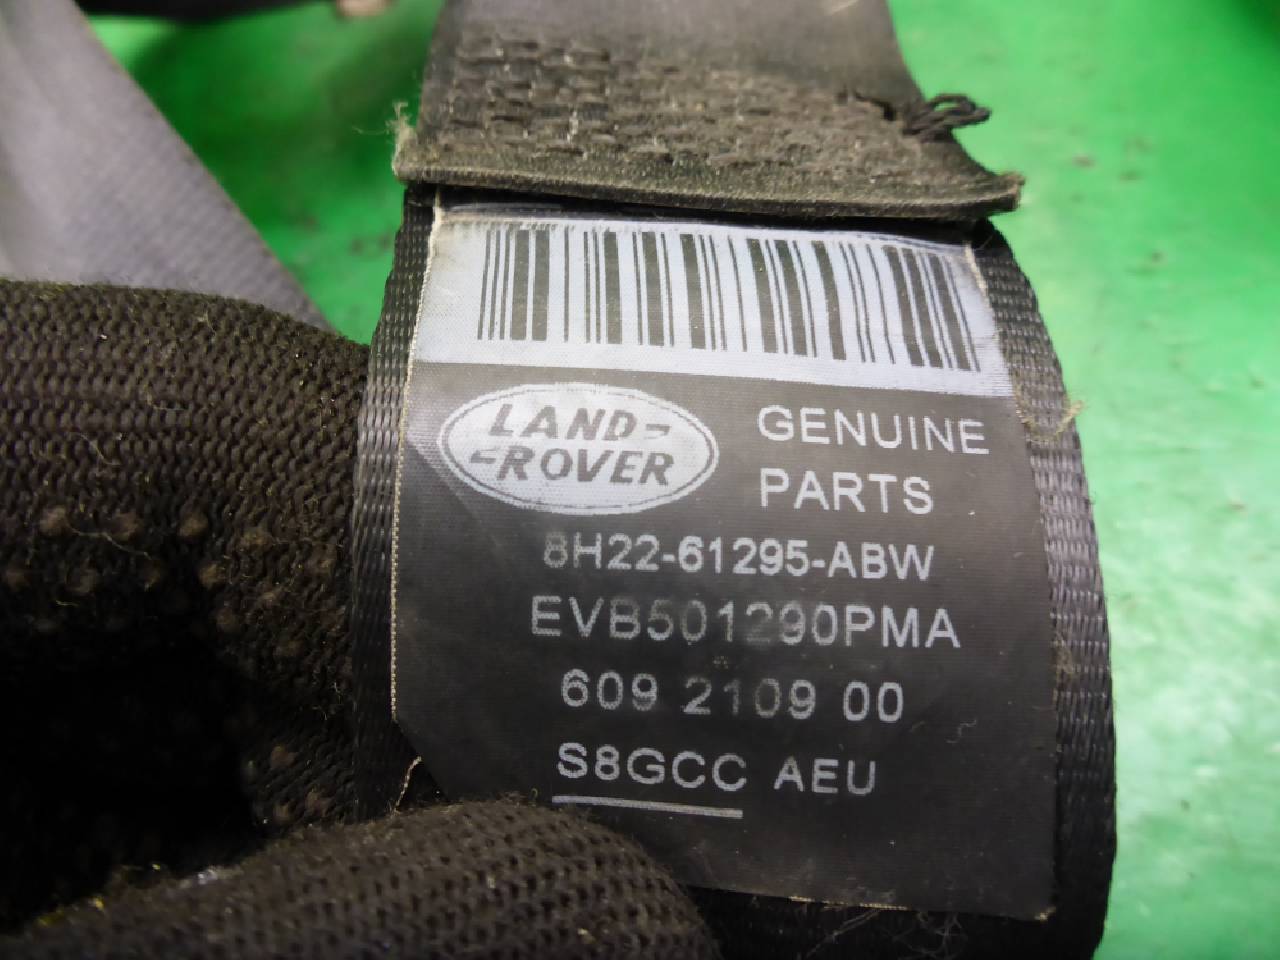 LAND-
-ROVER
GENUINE
PARTS
8H22-61295-ABW
EVB501290PMA
609 2109 00
S8GCC AEU